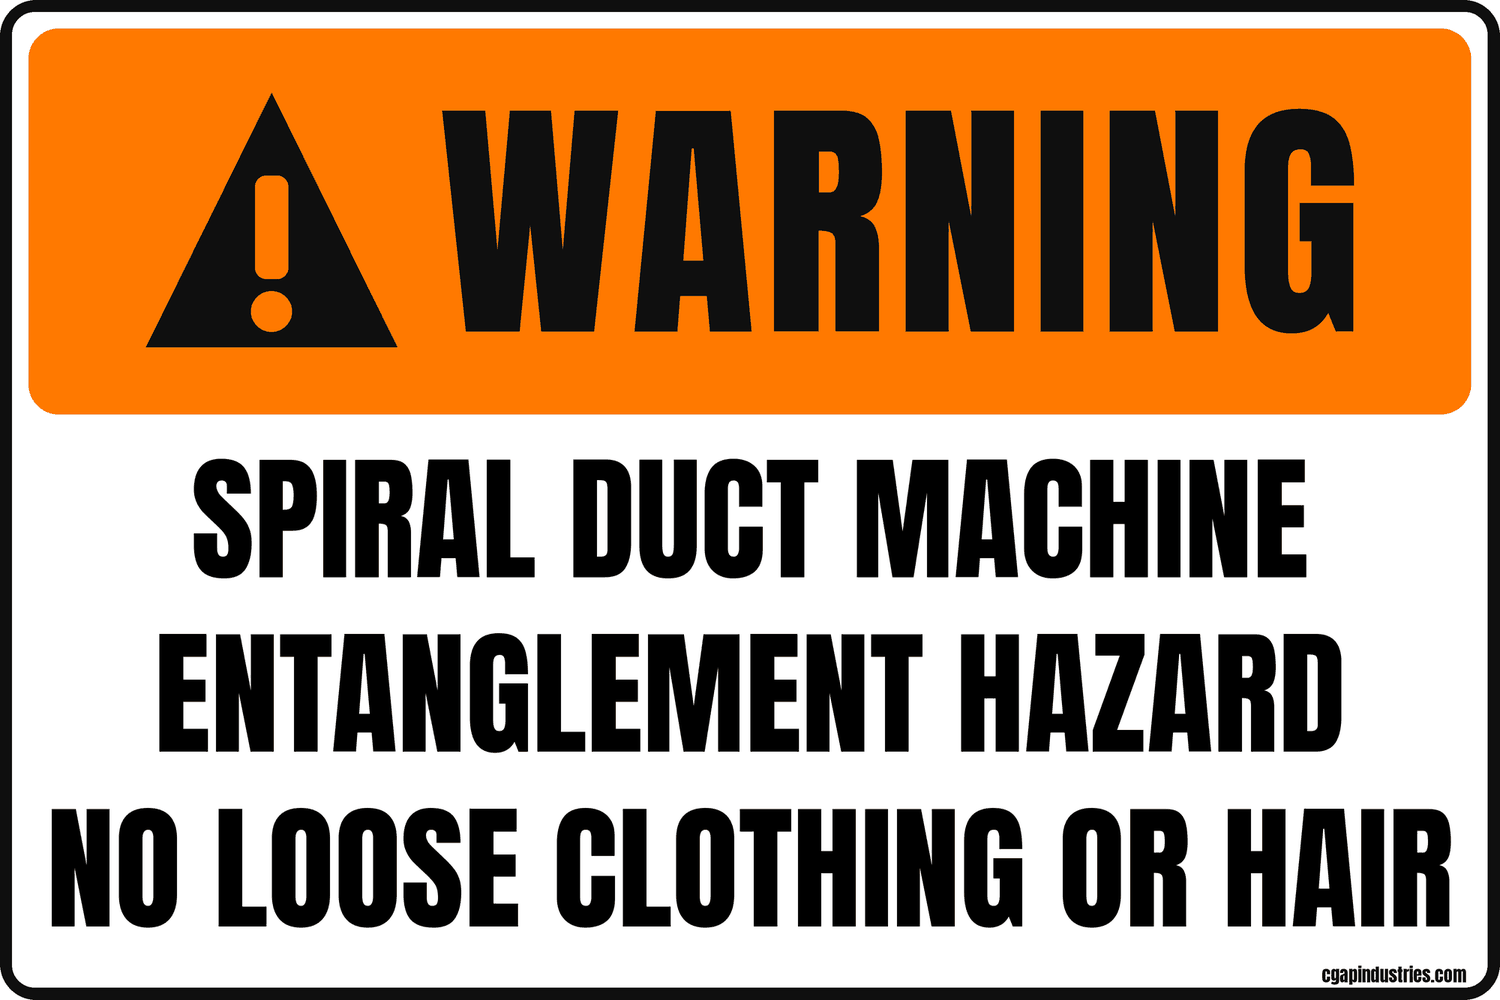 WARNING
SPIRAL DUCT MACHINE
ENTANGLEMENT HAZARD
NO LOOSE CLOTHING OR HAIR
cgapindustries.com